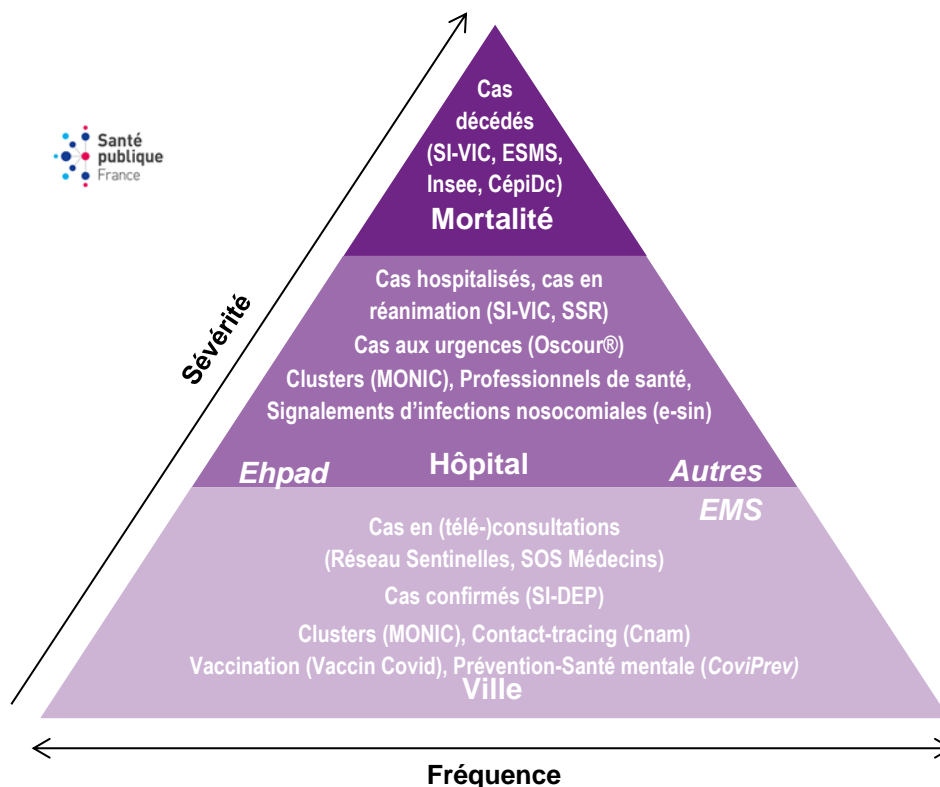 Santé
publique
France
Cas
décédés
(SI-VIC, ESMS,
Insee, CépiDc)
Mortalité
Sévérité
Cas hospitalisés, cas en
réanimation (SI-VIC, SSR)
Cas aux urgences (Oscour®)
Clusters (MONIC), Professionnels de santé,
Signalements d'infections nosocomiales (e-sin)
Ehpad
Hôpital
Autres
EMS
Cas en (télé-)consultations
(Réseau Sentinelles, SOS Médecins)
Cas confirmés (SI-DEP)
Clusters (MONIC), Contact-tracing (Cnam)
Vaccination (Vaccin Covid), Prévention-Santé mentale (CoviPrev)
Ville
Fréquence